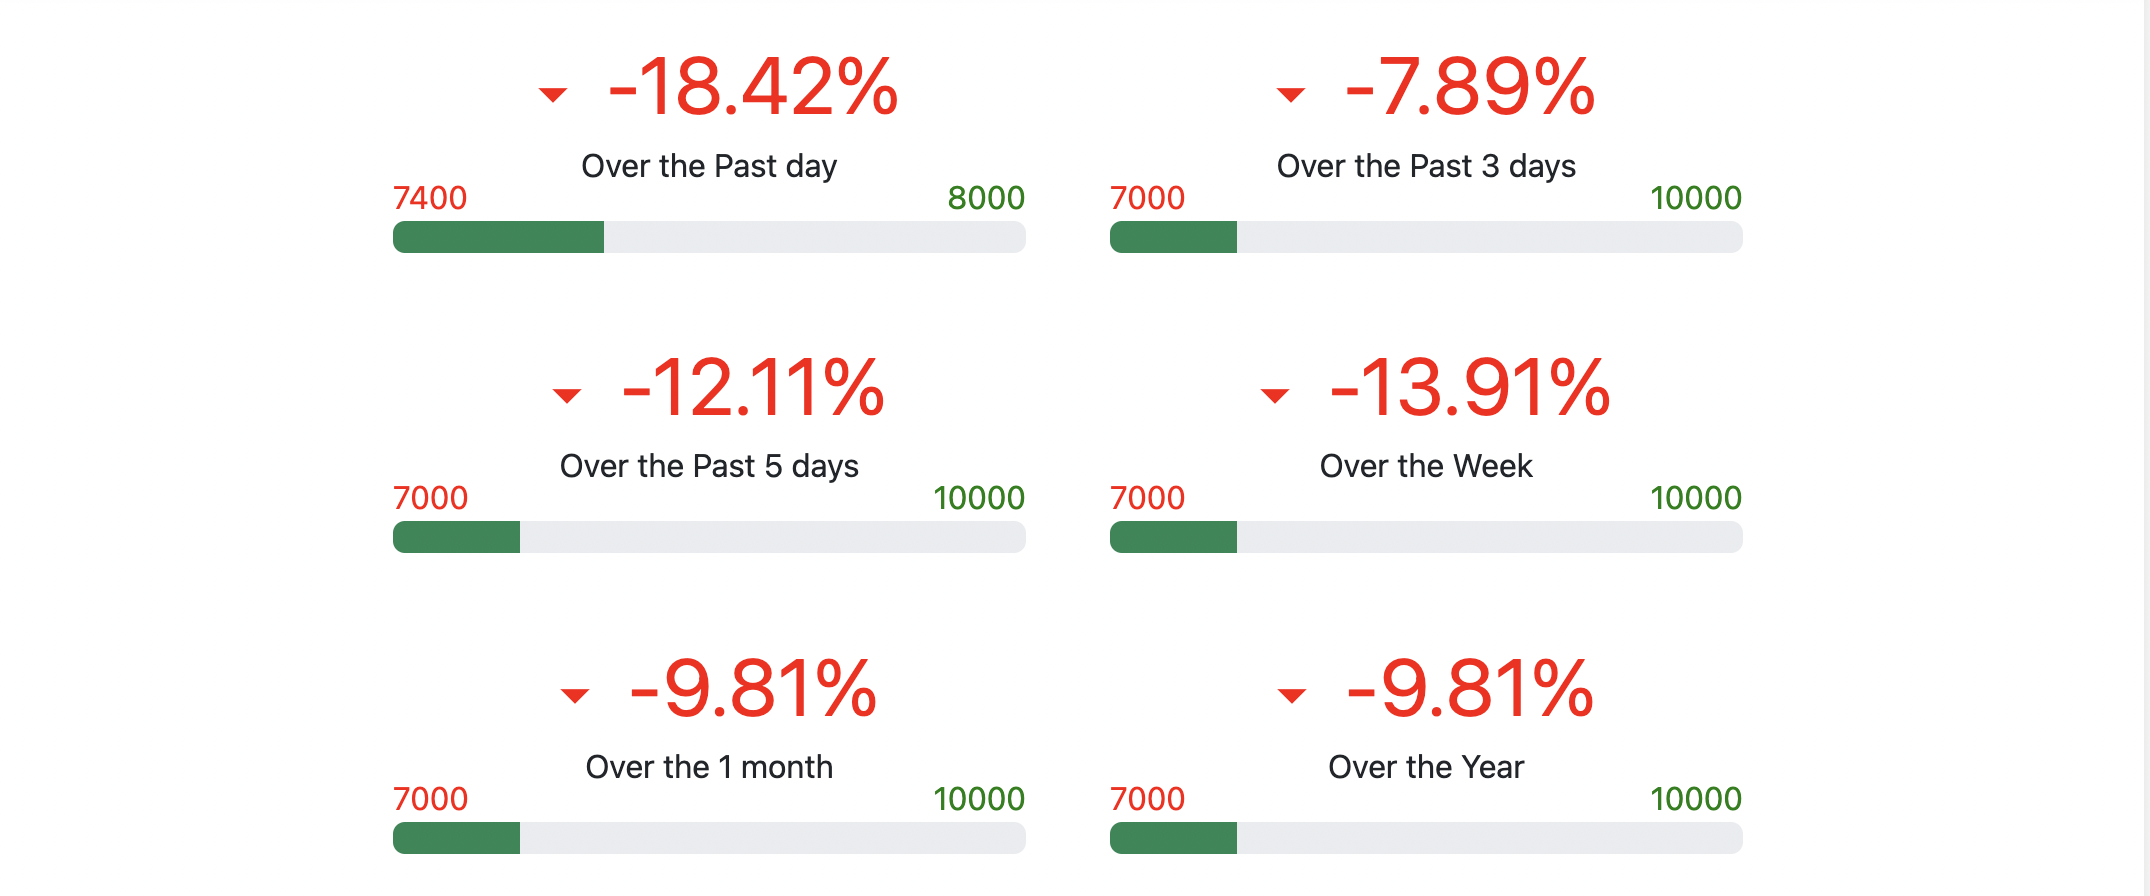 -18.42%
Over the Past day
7400 8000
-7.89%
Over the Past 3 days
7000 10000
-12.11%
Over the Past 5 days
7000 10000
-13.91%
Over the Week
7000 10000
-9.81%
Over the 1 month
7000 10000
-9.81%
Over the Year
7000 10000